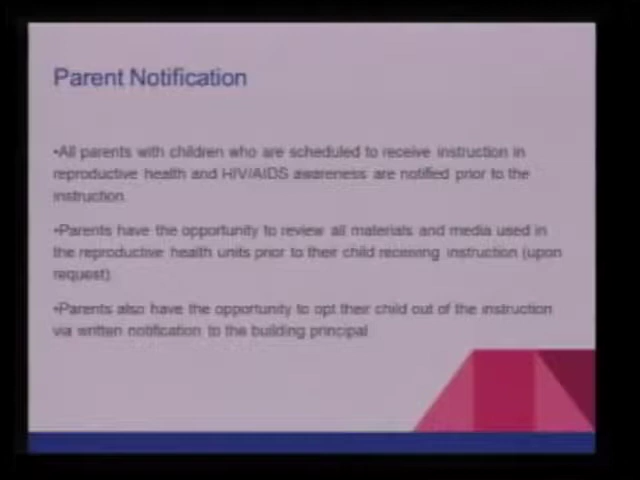 Parent Notification
•All parents with children who are scheduled to receive instruction in
reproductive health and HIV/AIDS awareness are notified prior to the
instruction.
•Parents have the opportunity to review all materials and media used in
the reproductive health units prior to their child receiving instruction (upon
request)
•Parents also have the opportunity to opt their child out of the instruction
via written notification to the building principal